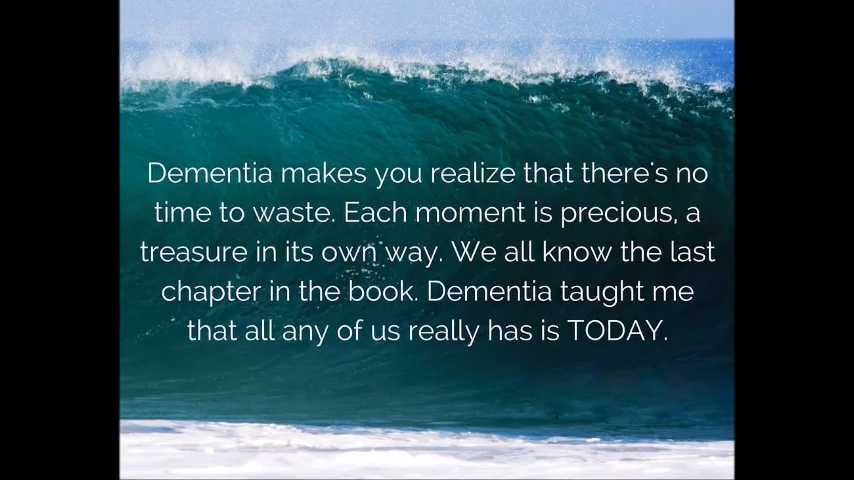 Dementia makes you realize that there's no
time to waste. Each moment is precious, a
treasure in its own way. We all know the last
chapter in the book. Dementia taught me
that all any of us really has is TODAY.